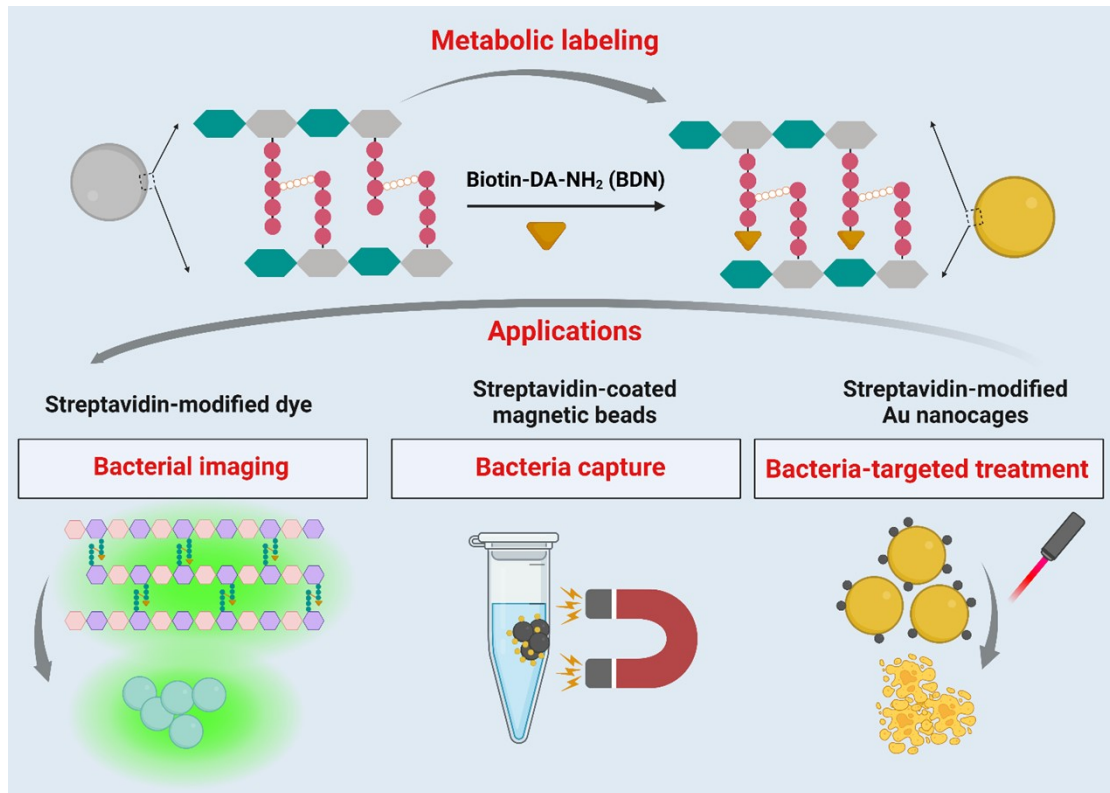 Metabolic labeling
Biotin-DA-NH₂ (BDN)
Applications
Streptavidin-modified dye
Streptavidin-coated
magnetic beads
Streptavidin-modified
Au nanocages
Bacterial imaging
Bacteria capture
Bacteria-targeted treatment